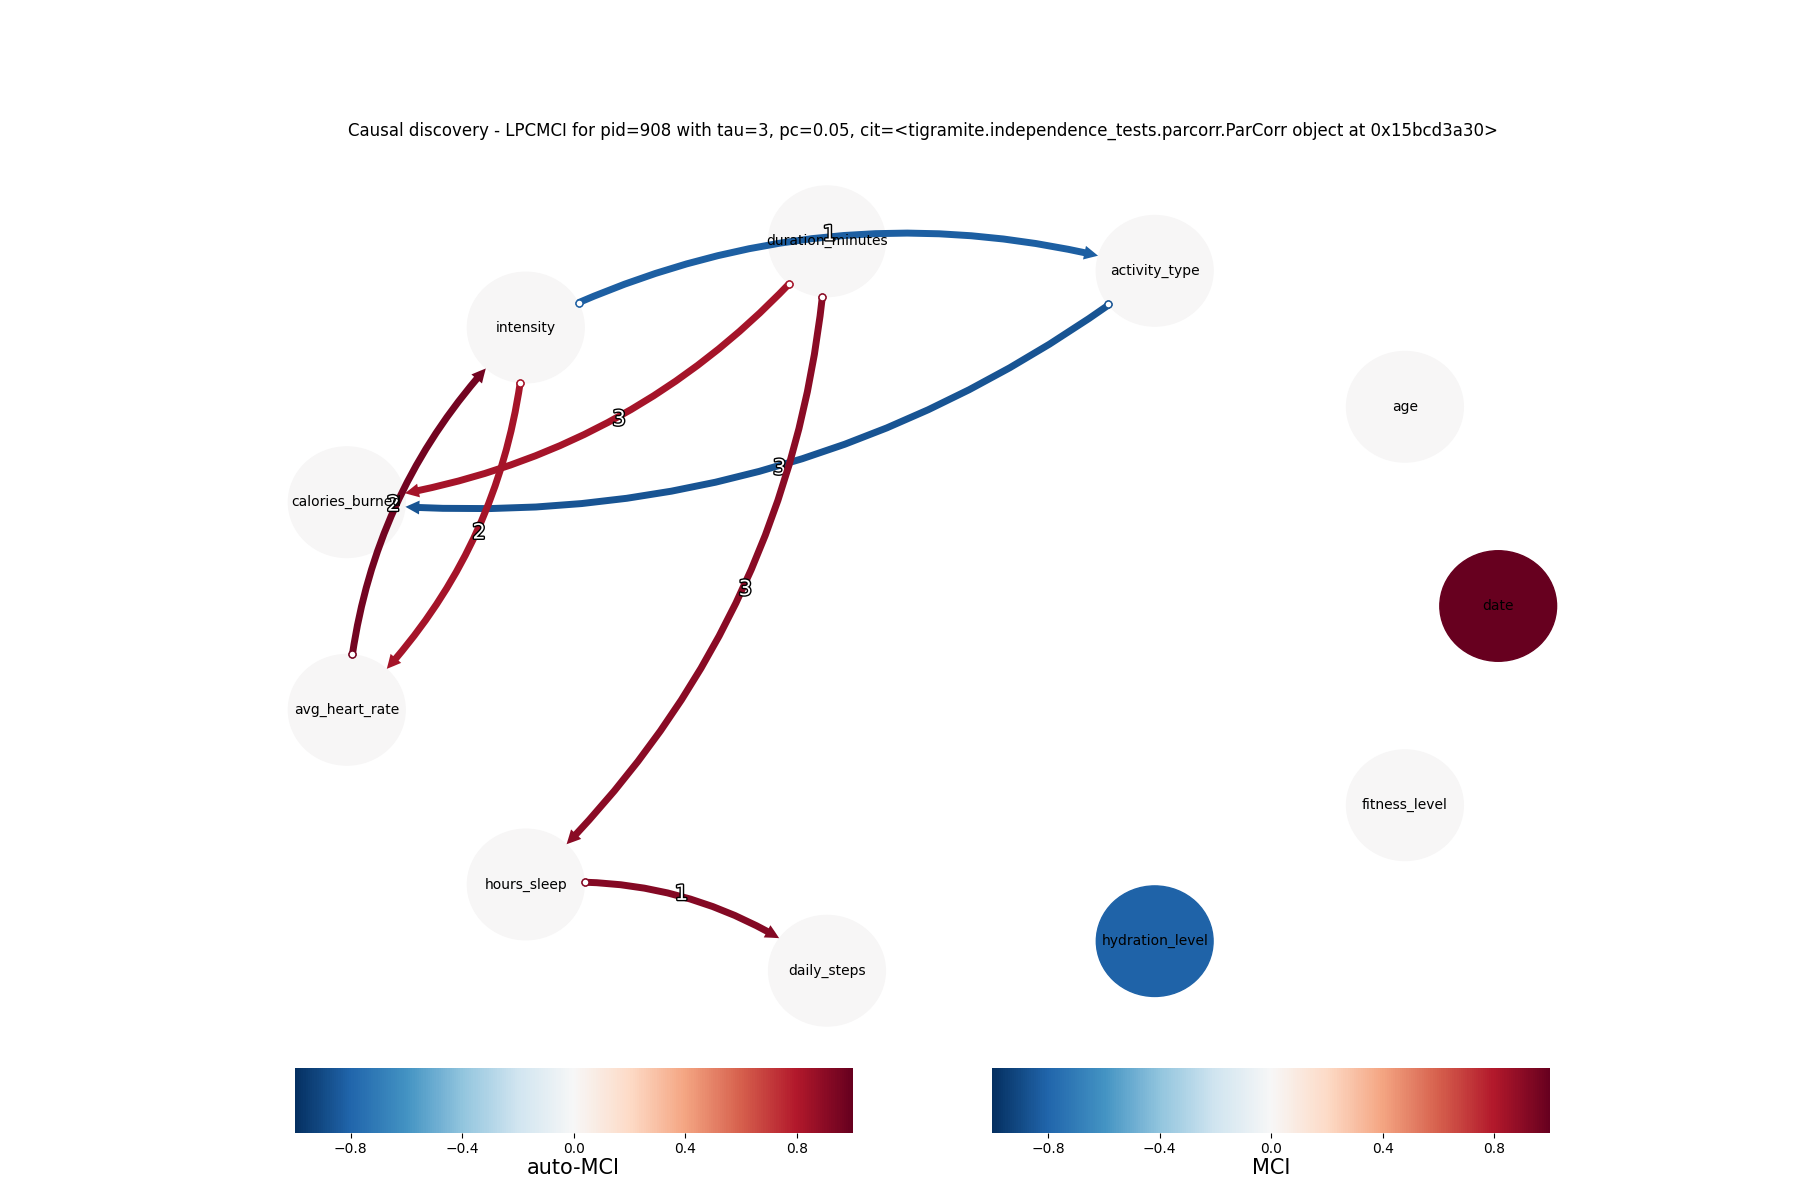 Causal discovery - LPCMCI for pid=908 with tau=3, pc=0.05, cit=<tigramite.independence_tests.parcorr.ParCorr object at 0x15bcd3a30>
1
duration_minutes
activity_type
intensity
age
3
3
calories_burned
2
2
3
date
avg_heart_rate
fitness_level
hours_sleep
1
hydration_level
daily_steps
−0.8 −0.4 0.0 0.4 0.8
auto-MCI
−0.8 −0.4 0.0 0.4 0.8
MCI